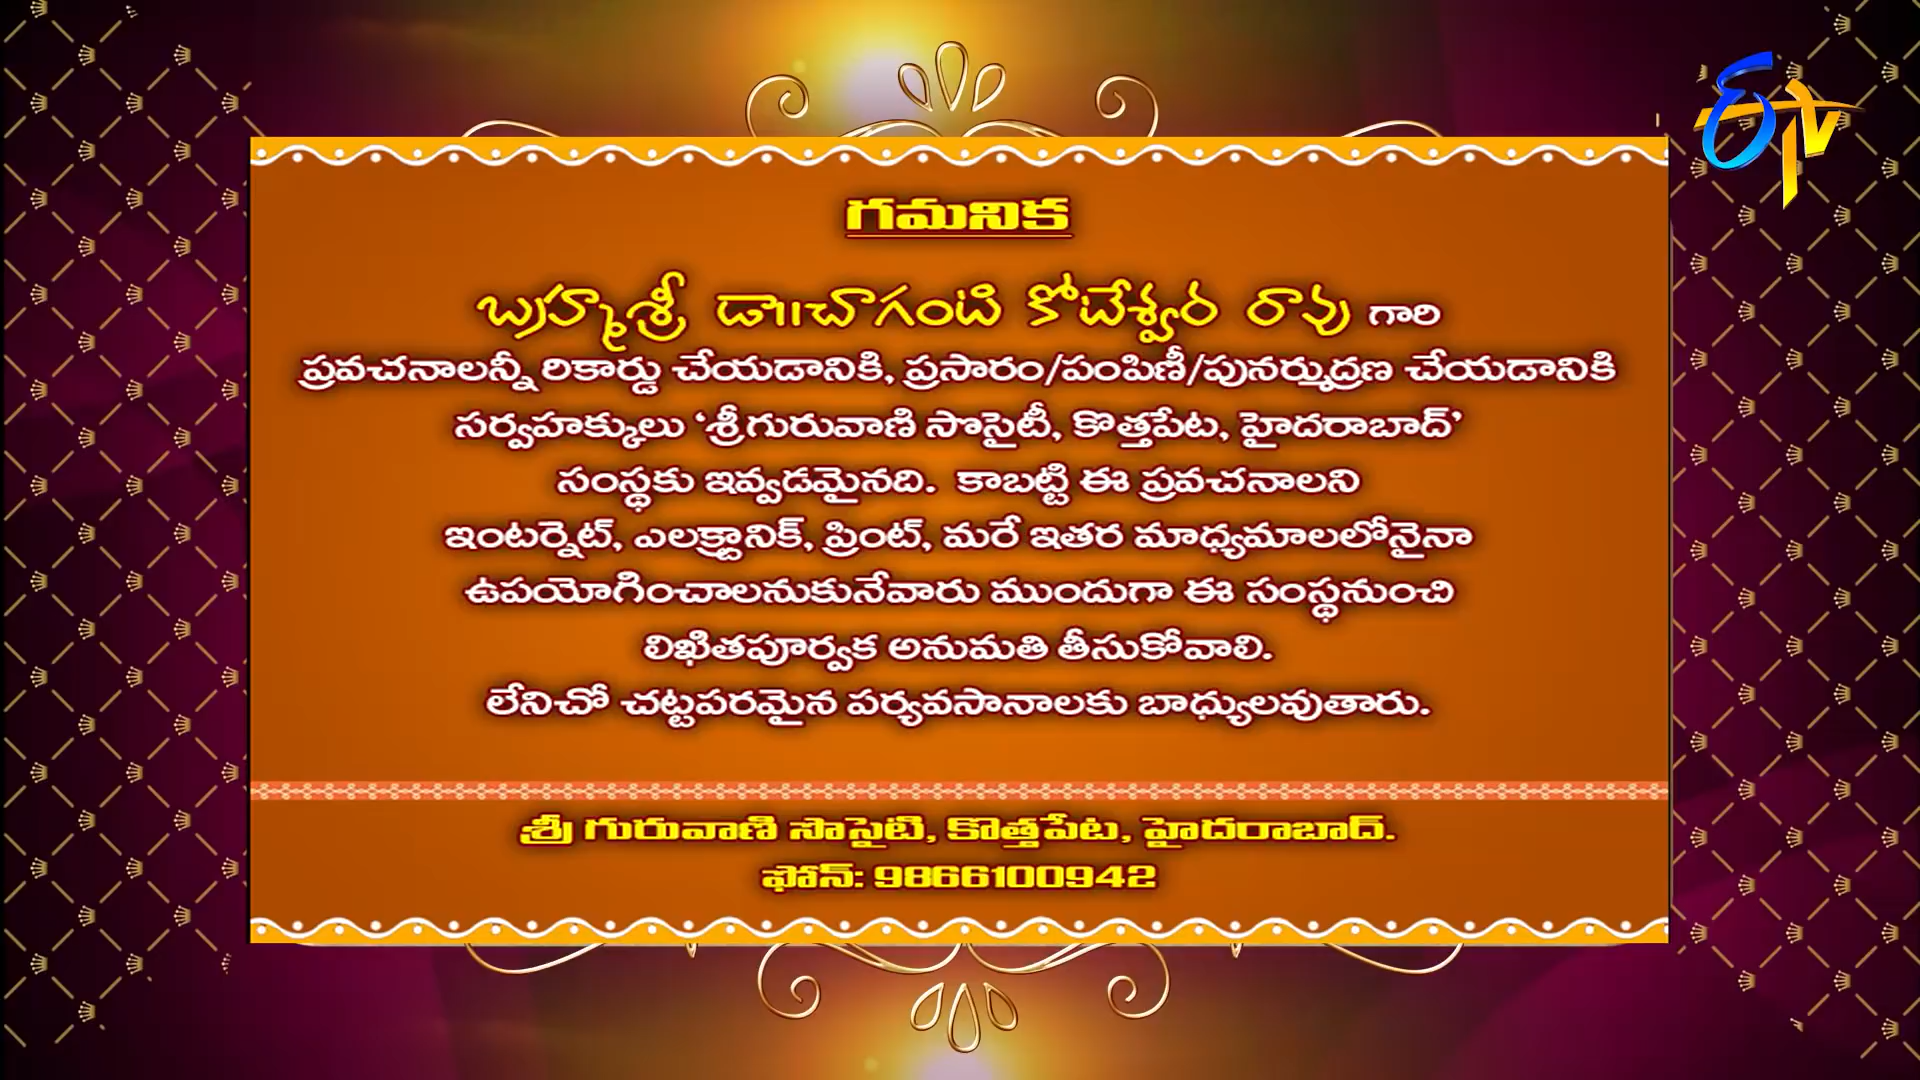 ఈTV
గమనిక
బ్రహ్మశ్రీ డా॥చాగంటి కోటేశ్వర రావు గారి
ప్రవచనాలన్నీ రికార్డు చేయడానికి, ప్రసారం/పంపిణీ/పునర్ముద్రణ చేయడానికి
సర్వహక్కులు ‘శ్రీగురువాణి సొసైటీ, కొత్తపేట, హైదరాబాద్’
సంస్థకు ఇవ్వడమైనది. కాబట్టి ఈ ప్రవచనాలని
ఇంటర్నెట్, ఎలక్ట్రానిక్, ప్రింట్, మరే ఇతర మాధ్యమాలలోనైనా
ఉపయోగించాలనుకునేవారు ముందుగా ఈ సంస్థనుంచి
లిఖితపూర్వక అనుమతి తీసుకోవాలి.
లేనిచో చట్టపరమైన పర్యవసానాలకు బాధ్యులవుతారు.
శ్రీ గురువాణి సొసైటి, కొత్తపేట, హైదరాబాద్.
ఫోన్: 9866100942